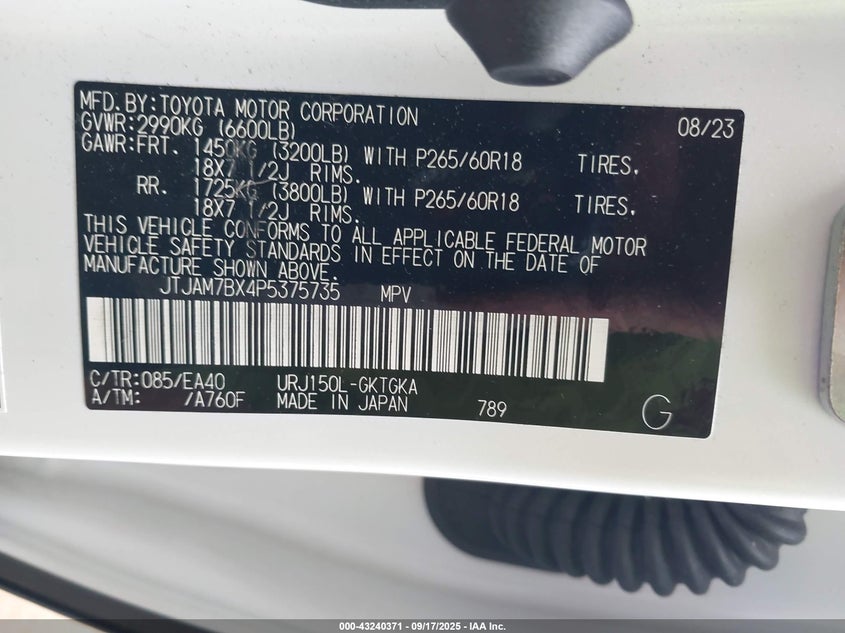 MFD.BY:TOYOTA MOTOR CORPORATION 08/23
GVWR:2990KG (6600LB)
GAWR:FRT. 1450KG (3200LB) WITH P265/60R18 TIRES,
18X7 1/2J RIMS.
RR. 1725KG (3800LB) WITH P265/60R18 TIRES,
18X7 1/2J RIMS.
THIS VEHICLE CONFORMS TO ALL APPLICABLE FEDERAL MOTOR
VEHICLE SAFETY STANDARDS IN EFFECT ON THE DATE OF
MANUFACTURE SHOWN ABOVE.
JTJAM7BX4P5375735 MPV
C/TR:085/EA40 URJ150L-GKTGKA
A/TM: /A760F MADE IN JAPAN 789 G
000-43240371 | 09/17/2025 | IAA Inc.